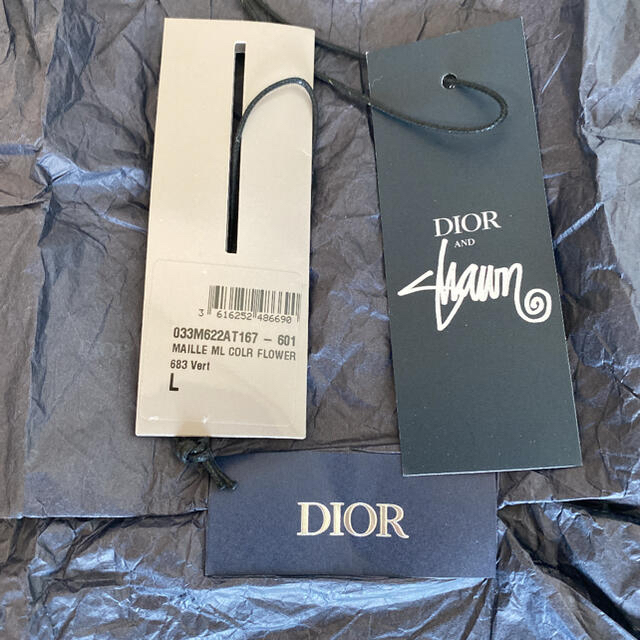 3 616252 486690
033M622AT167 - 601
MAILLE ML COLR FLOWER
683 Vert
L
DIOR
AND
Shawn
DIOR